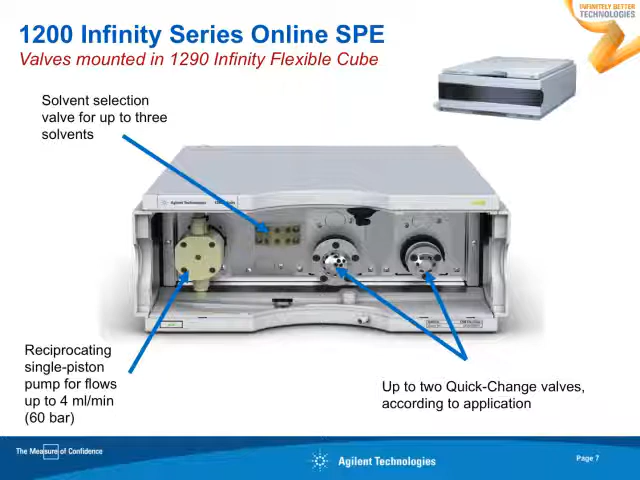 INFINITELY BETTER
TECHNOLOGIES
1200 Infinity Series Online SPE
Valves mounted in 1290 Infinity Flexible Cube
Solvent selection
valve for up to three
solvents
Agilent Technologies
Reciprocating
single-piston
pump for flows
up to 4 ml/min
(60 bar)
Up to two Quick-Change valves,
according to application
The Measure of Confidence
Agilent Technologies
Page 7